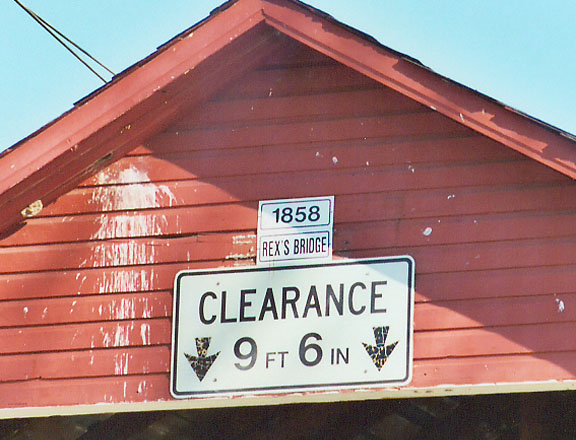 1858
REX'S BRIDGE
CLEARANCE
9 FT 6 IN